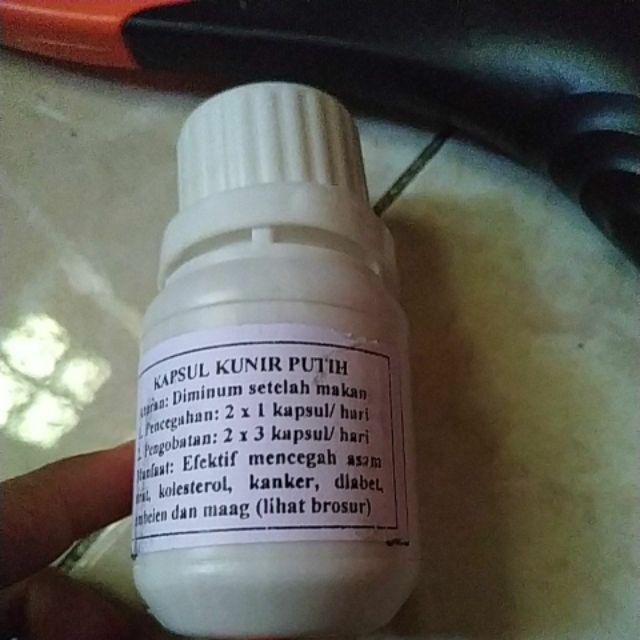 KAPSUL KUNIR PUTIH
Diminum setelah makan
Pencegahan: 2 x 1 kapsul/ hari
Pengobatan: 2 x 3 kapsul/ hari
Manfaat: Efektif mencegah asam
kolesterol, kanker, diabet,
dan maag (lihat brosur)